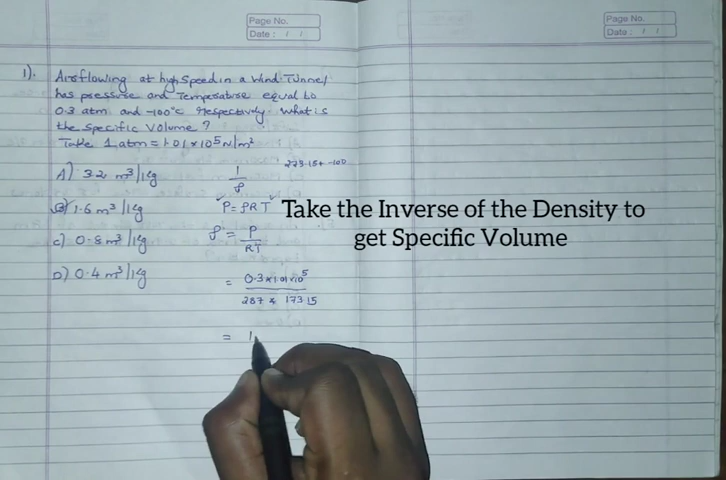 Page No.
Date : / /
Page No.
Date : / /
1). Air flowing at high Speed in a Wind Tunnel
has pressure and Temperature equal to
0.3 atm and -100°C respectively. What is
the Specific Volume ?
Take 1 atm = 1.01 × 10⁵ N/m²
A) 3.2 m³/kg
B) 1.6 m³/kg
C) 0.8 m³/kg
D) 0.4 m³/kg
273.15 + -100
1/ρ
P = ρRT
ρ = P/RT
= 0.3 × 1.01 × 10⁵
287 × 173.15
=
Take the Inverse of the Density to
get Specific Volume